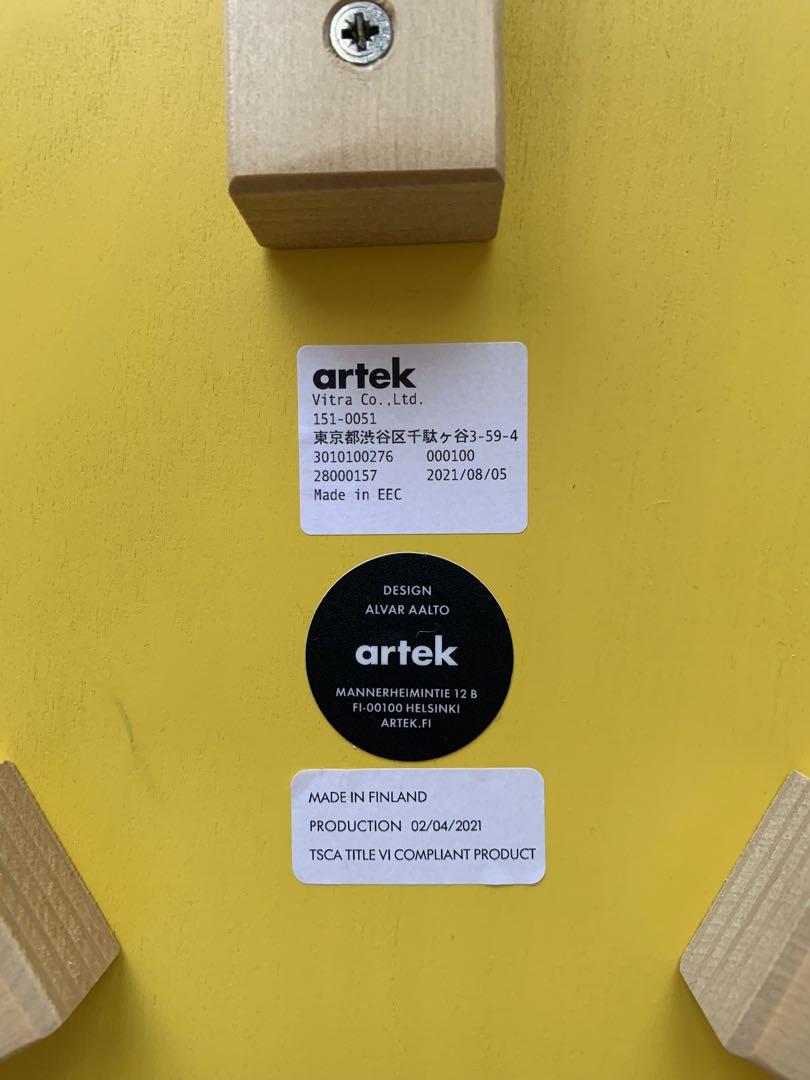 artek
Vitra Co.,Ltd.
151-0051
東京都渋谷区千駄ヶ谷3-59-4
3010100276 000100
28000157 2021/08/05
Made in EEC
DESIGN
ALVAR AALTO
artek
MANNERHEIMINTIE 12 B
FI-00100 HELSINKI
ARTEK.FI
MADE IN FINLAND
PRODUCTION 02/04/2021
TSCA TITLE VI COMPLIANT PRODUCT